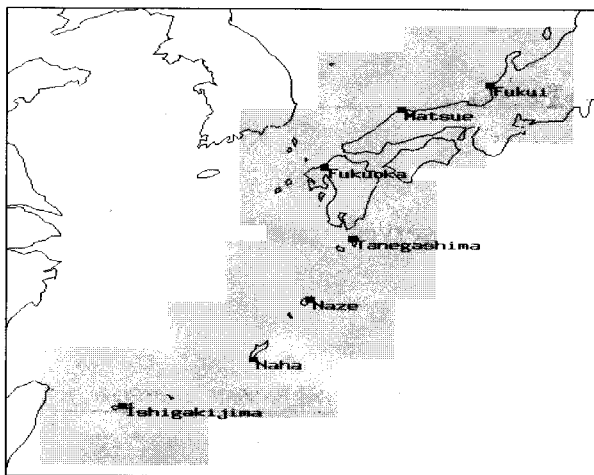 Fukui
Matsue
Fukuoka
Tanegashima
Naze
Naha
Ishigakijima